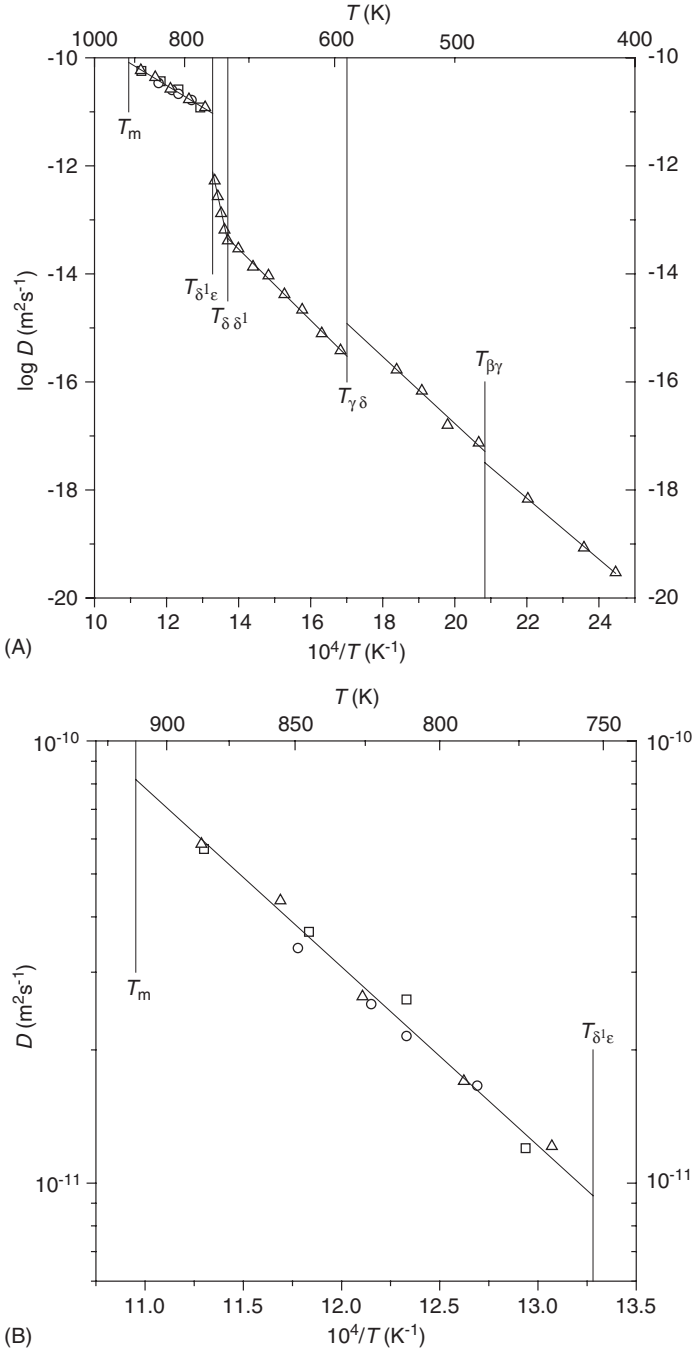 T (K)
1000 800 600 500 400
-10 -10
T_m
-12 -12
T_δ¹ε
T_δδ¹
-14 -14
log D (m²s⁻¹)
T_γδ
T_βγ
-16 -16
-18 -18
-20 -20
10 12 14 16 18 20 22 24
(A)
10⁴/T (K⁻¹)
T (K)
900 850 800 750
10⁻¹⁰ 10⁻¹⁰
T_m
D (m²s⁻¹)
T_δ¹ε
10⁻¹¹ 10⁻¹¹
11.0 11.5 12.0 12.5 13.0 13.5
(B)
10⁴/T (K⁻¹)